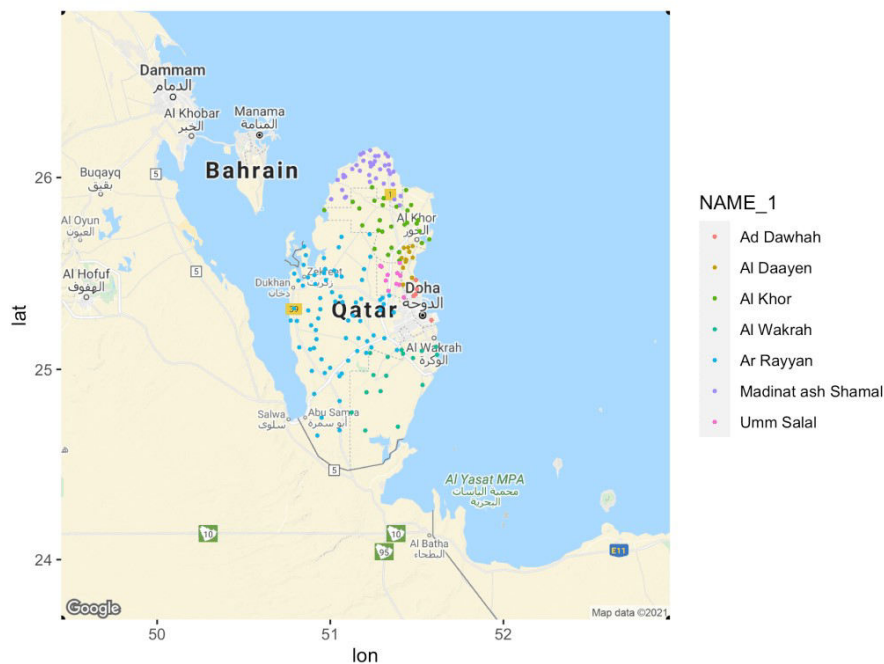 Dammam
الدمام
Al Khobar
الخبر
Manama
المنامة
Bahrain
Buqayq
بقيق
5
26
Al Oyun
العيون
Al Hofuf
الهفوف
5
1
Al Khor
الخور
Zekreet
زكريت
Dukhan
دخان
39
Doha
الدوحة
Qatar
Al Wakrah
الوكرة
25
Salwa
سلوى
Abu Samra
أبو سمرة
5
Al Yasat MPA
محمية الياسات
البحرية
10
10
95
Al Batha
البطحاء
E11
24
Google
Map data ©2021
50
51
52
lon
lat
NAME_1
Ad Dawhah
Al Daayen
Al Khor
Al Wakrah
Ar Rayyan
Madinat ash Shamal
Umm Salal